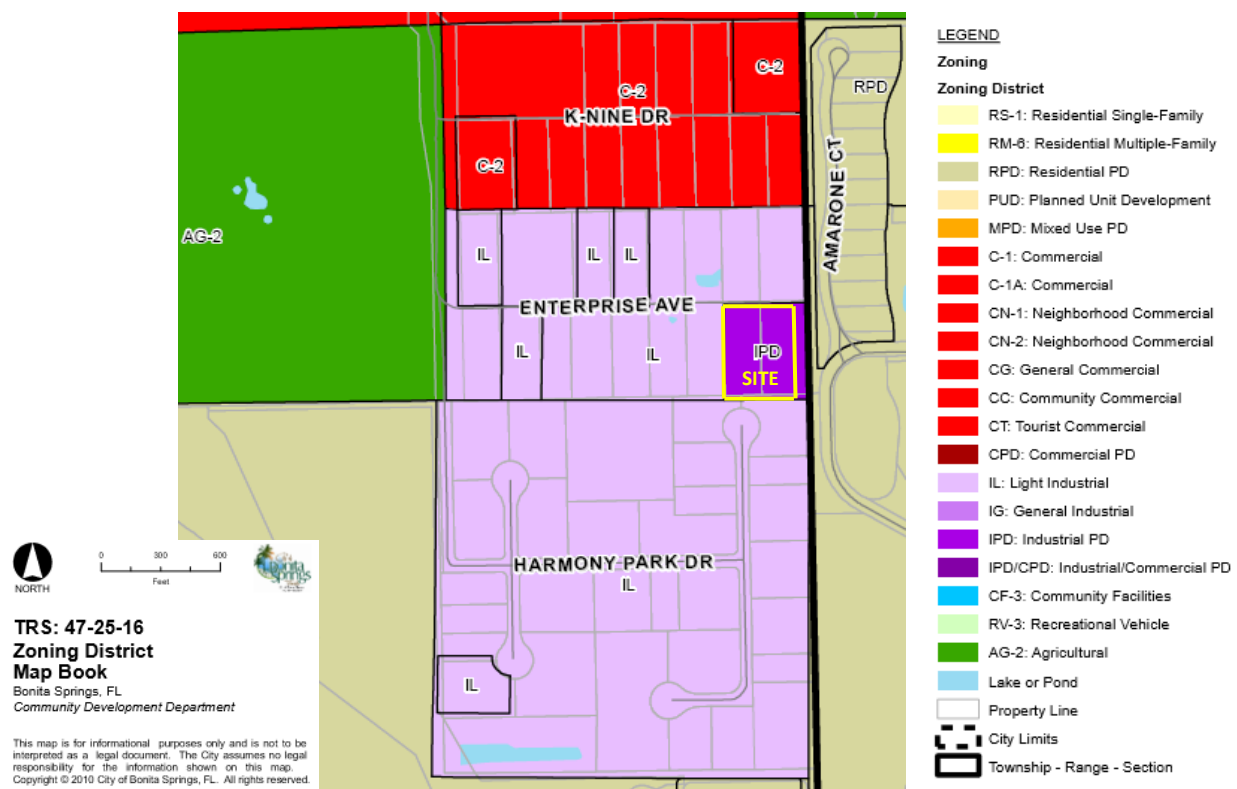 C-2
C-2
K-NINE DR
C-2
RPD
AMARONE CT
AG-2
IL
IL
IL
ENTERPRISE AVE
IL
IL
IPD
SITE
HARMONY PARK DR
IL
IL
NORTH
0 300 600
Feet
Bonita
Springs
TRS: 47-25-16
Zoning District
Map Book
Bonita Springs, FL
Community Development Department
This map is for informational purposes only and is not to be
interpreted as a legal document. The City assumes no legal
responsibility for the information shown on this map.
Copyright © 2010 City of Bonita Springs, FL. All rights reserved.
LEGEND
Zoning
Zoning District
RS-1: Residential Single-Family
RM-6: Residential Multiple-Family
RPD: Residential PD
PUD: Planned Unit Development
MPD: Mixed Use PD
C-1: Commercial
C-1A: Commercial
CN-1: Neighborhood Commercial
CN-2: Neighborhood Commercial
CG: General Commercial
CC: Community Commercial
CT: Tourist Commercial
CPD: Commercial PD
IL: Light Industrial
IG: General Industrial
IPD: Industrial PD
IPD/CPD: Industrial/Commercial PD
CF-3: Community Facilities
RV-3: Recreational Vehicle
AG-2: Agricultural
Lake or Pond
Property Line
City Limits
Township - Range - Section